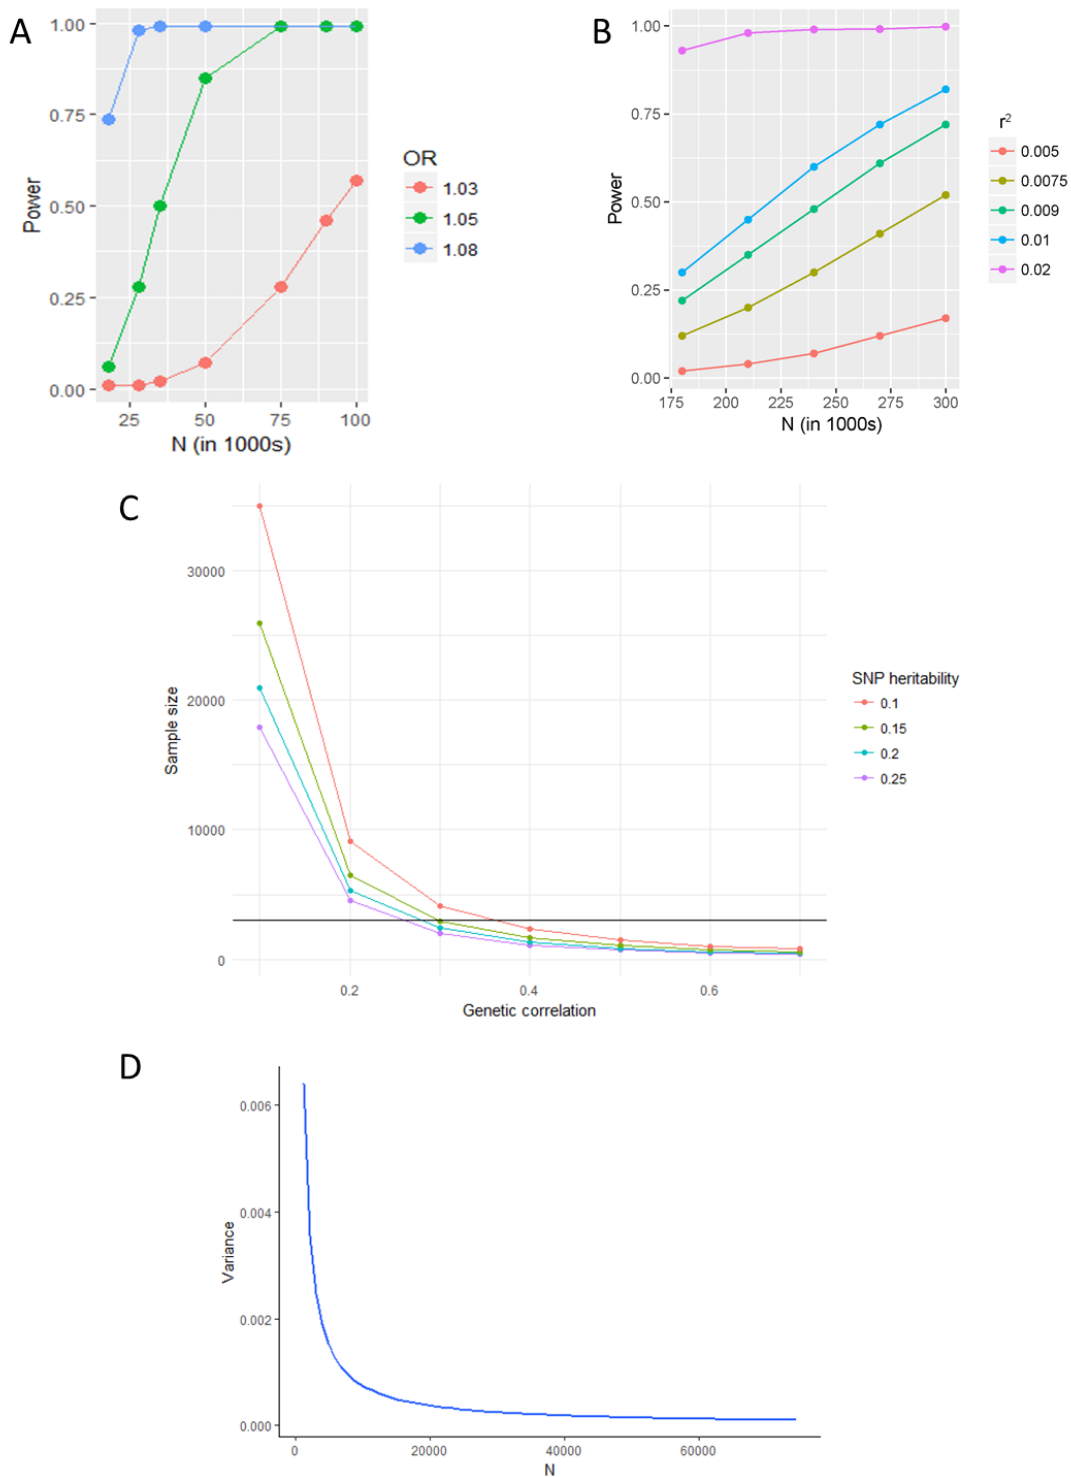 A
1.00
0.75
0.50
0.25
0.00
Power
25 50 75 100
N (in 1000s)
OR
1.03
1.05
1.08
B
1.00
0.75
0.50
0.25
0.00
Power
175 200 225 250 275 300
N (in 1000s)
r²
0.005
0.0075
0.009
0.01
0.02
C
30000
20000
10000
0
Sample size
0.2 0.4 0.6
Genetic correlation
SNP heritability
0.1
0.15
0.2
0.25
D
0.006
0.004
0.002
0.000
Variance
0 20000 40000 60000
N